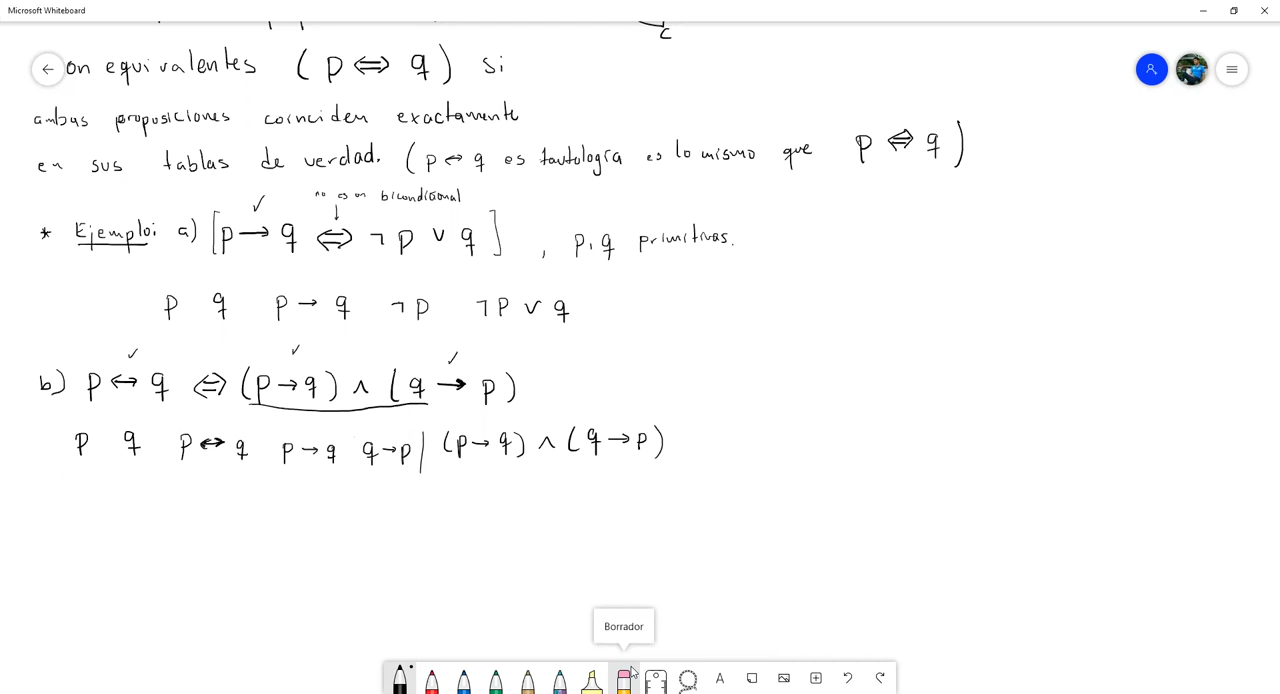 Microsoft Whiteboard
c
on equivalentes (p ⇔ q) si
ambas proposiciones coinciden exactamente
en sus tablas de verdad. (p ↔ q es tautología es lo mismo que p ⇔ q)
no es un bicondicional
* Ejemplo: a) [p → q ⇔ ¬p ∨ q], p, q primitivas.
p q p → q ¬p ¬p ∨ q
b) p ↔ q ⇔ (p → q) ∧ (q → p)
p q p ↔ q p → q q → p | (p → q) ∧ (q → p)
Borrador
A